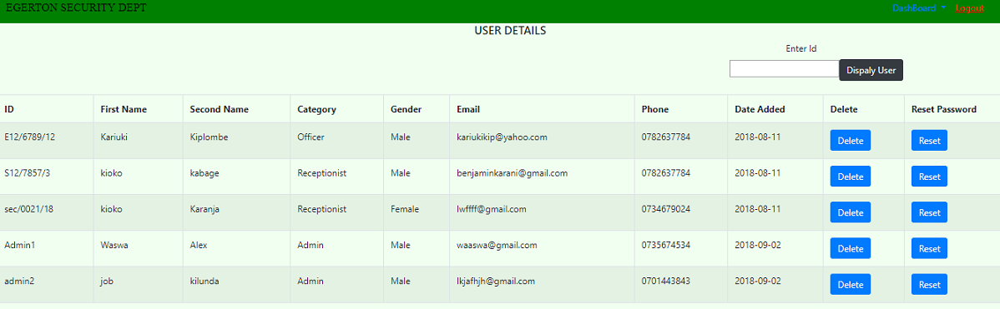 EGERTON SECURITY DEPT DashBoard Logout
USER DETAILS
Enter Id
Dispaly User
ID First Name Second Name Category Gender Email Phone Date Added Delete Reset Password
E12/6789/12 Kariuki Kiplombe Officer Male kariukikip@yahoo.com 0782637784 2018-08-11 Delete Reset
S12/7857/3 kioko kabage Receptionist Male benjaminkarani@gmail.com 0782637784 2018-08-11 Delete Reset
sec/0021/18 kioko Karanja Receptionist Female lwffff@gmail.com 0734679024 2018-08-11 Delete Reset
Admin1 Waswa Alex Admin Male waaswa@gmail.com 0735674534 2018-09-02 Delete Reset
admin2 job kilunda Admin Male lkjafhjh@gmail.com 0701443843 2018-09-02 Delete Reset